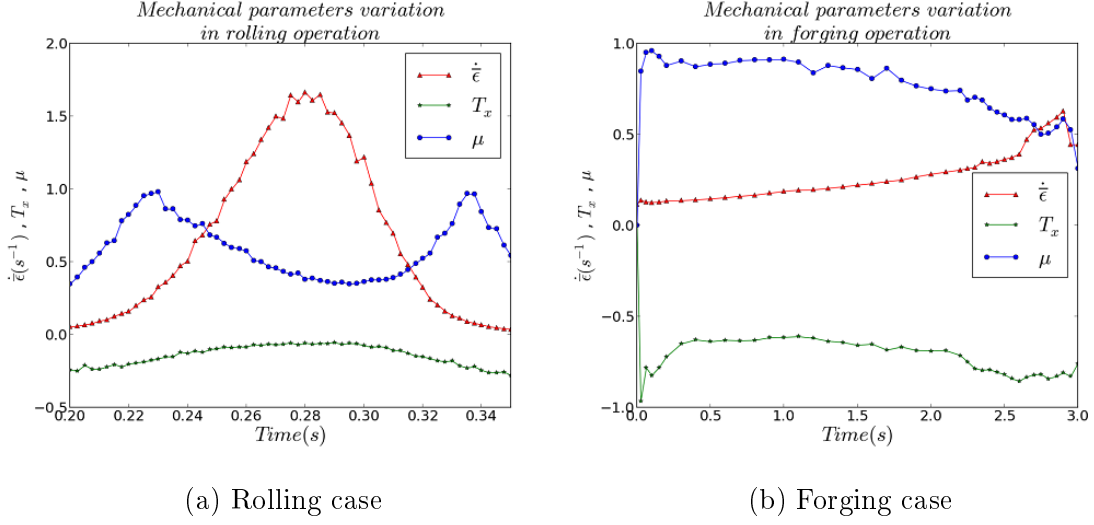 Mechanical parameters variation
in rolling operation
2.0
1.5
1.0
0.5
0.0
−0.5
ε̇̄(s⁻¹) , Tₓ , μ
ε̇̄
Tₓ
μ
0.20 0.22 0.24 0.26 0.28 0.30 0.32 0.34
Time(s)
(a) Rolling case
Mechanical parameters variation
in forging operation
1.0
0.5
0.0
−0.5
−1.0
ε̇̄(s⁻¹) , Tₓ , μ
ε̇̄
Tₓ
μ
0.0 0.5 1.0 1.5 2.0 2.5 3.0
Time(s)
(b) Forging case